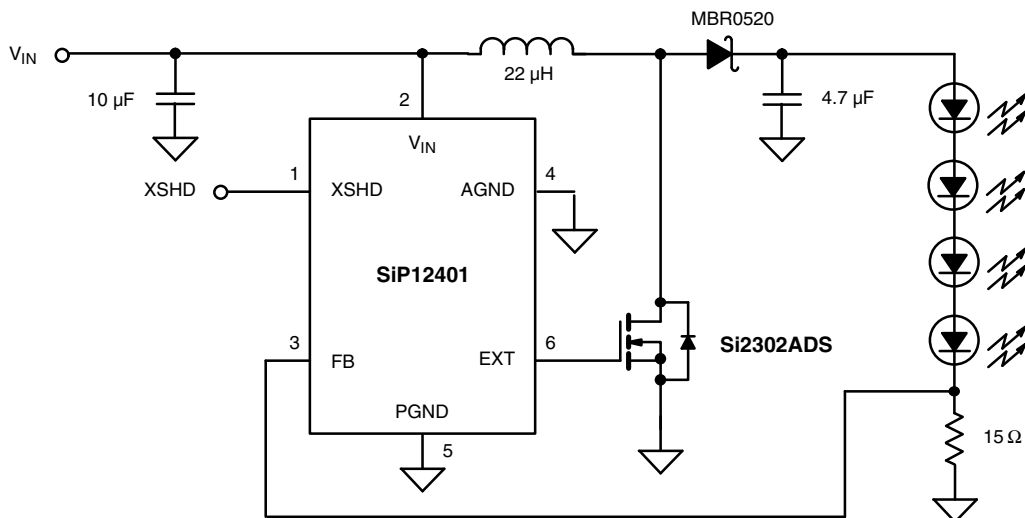 MBR0520
VIN
22 µH
10 µF
4.7 µF
2
VIN
1
4
XSHD
XSHD
AGND
SiP12401
3
6
Si2302ADS
FB
EXT
PGND
5
15 Ω